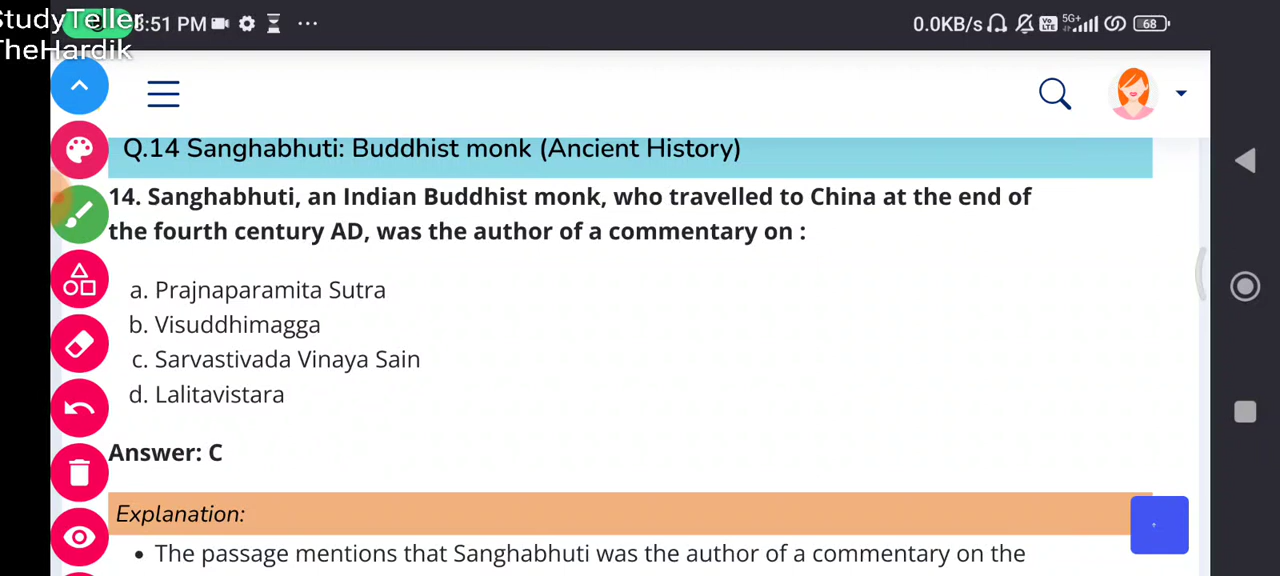 StudyTeller
TheHardik
:51 PM ...
0.0KB/s Vo LTE 5G+ 68
Q.14 Sanghabhuti: Buddhist monk (Ancient History)
14. Sanghabhuti, an Indian Buddhist monk, who travelled to China at the end of
the fourth century AD, was the author of a commentary on :
a. Prajnaparamita Sutra
b. Visuddhimagga
c. Sarvastivada Vinaya Sain
d. Lalitavistara
Answer: C
Explanation:
• The passage mentions that Sanghabhuti was the author of a commentary on the